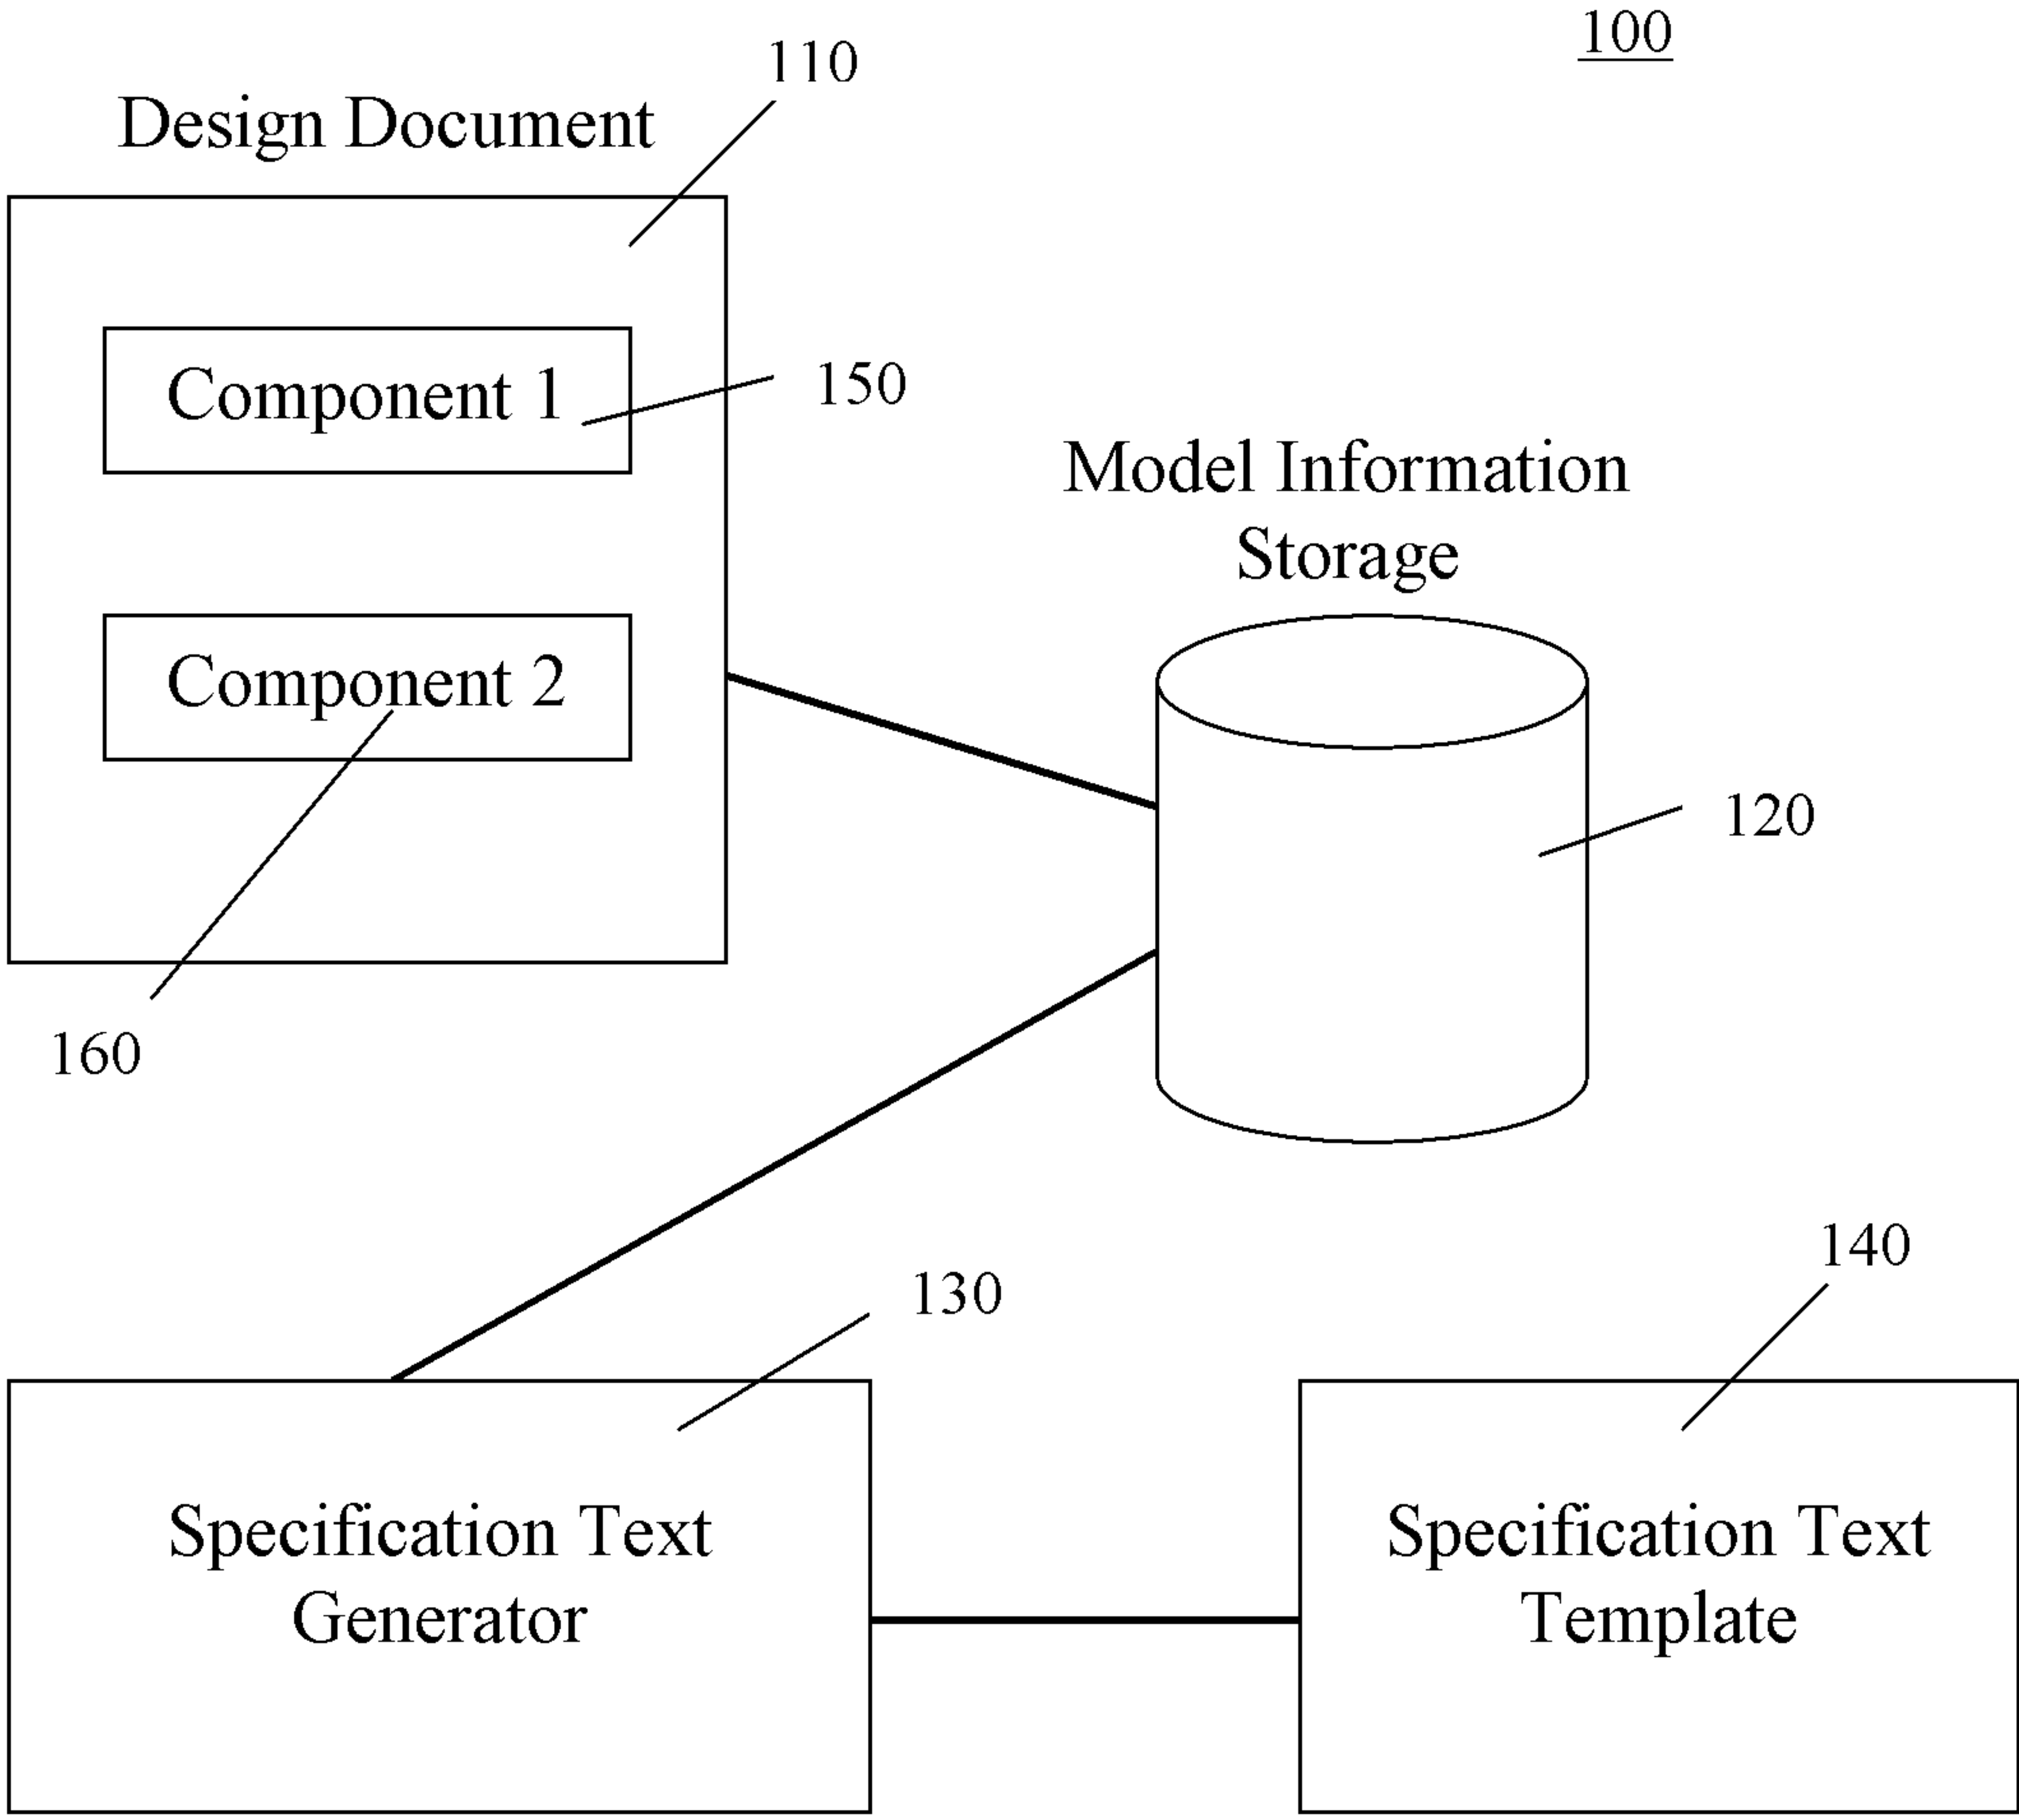 100
110
Design Document
Component 1
150
Model Information
Storage
Component 2
120
160
140
130
Specification Text
Generator
Specification Text
Template